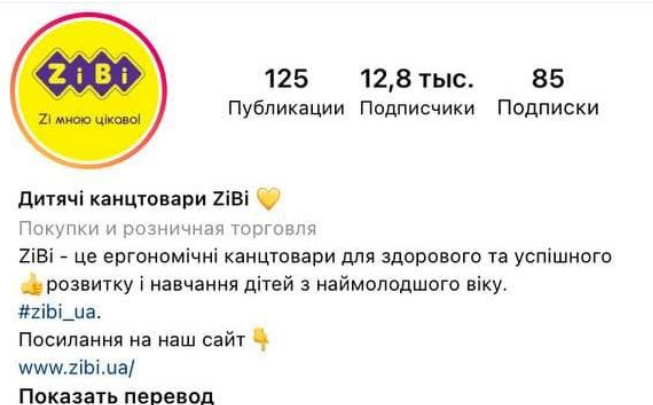 ZiBi
Zi мною цікаво!
125 12,8 тыс. 85
Публикации Подписчики Подписки
Дитячі канцтовари ZiBi 💛
Покупки и розничная торговля
ZiBi - це ергономічні канцтовари для здорового та успішного
👍розвитку і навчання дітей з наймолодшого віку.
#zibi_ua.
Посилання на наш сайт 👇
www.zibi.ua/
Показать перевод